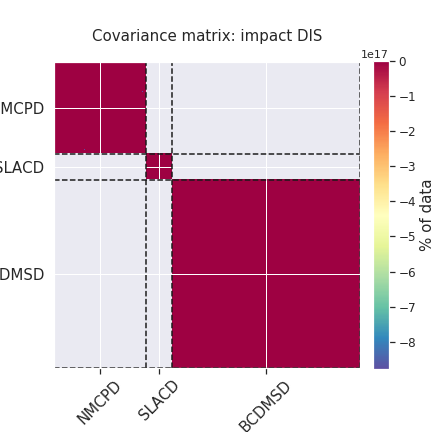 Covariance matrix: impact DIS
1e17
MCPD
SLACD
DMSD
NMCPD
SLACD
BCDMSD
0
−1
−2
−3
−4
−5
−6
−7
−8
% of data